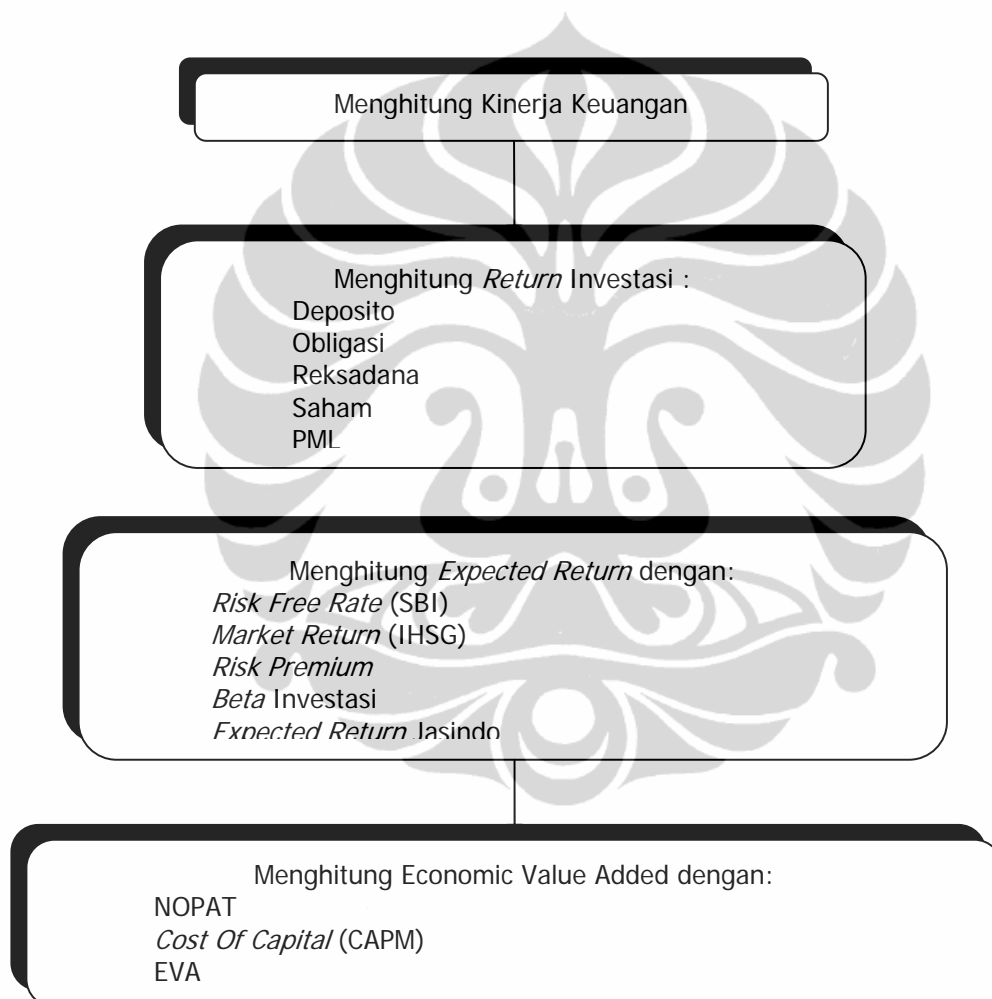 Menghitung Kinerja Keuangan
Menghitung Return Investasi :
Deposito
Obligasi
Reksadana
Saham
PML
Menghitung Expected Return dengan:
Risk Free Rate (SBI)
Market Return (IHSG)
Risk Premium
Beta Investasi
Expected Return Jasindo
Menghitung Economic Value Added dengan:
NOPAT
Cost Of Capital (CAPM)
EVA